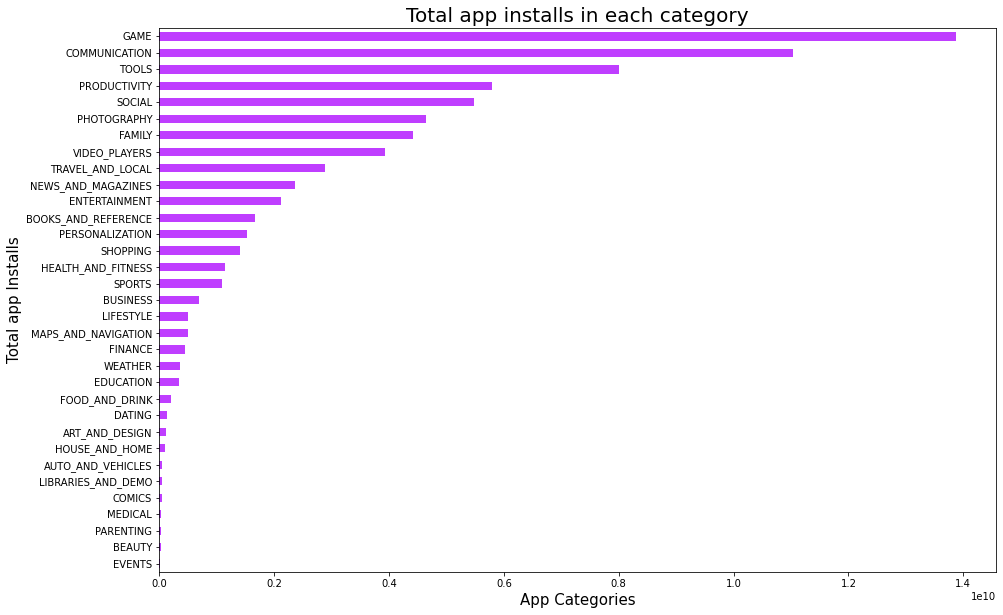 Total app installs in each category
GAME
COMMUNICATION
TOOLS
PRODUCTIVITY
SOCIAL
PHOTOGRAPHY
FAMILY
VIDEO_PLAYERS
TRAVEL_AND_LOCAL
NEWS_AND_MAGAZINES
ENTERTAINMENT
BOOKS_AND_REFERENCE
PERSONALIZATION
SHOPPING
HEALTH_AND_FITNESS
SPORTS
BUSINESS
LIFESTYLE
MAPS_AND_NAVIGATION
FINANCE
WEATHER
EDUCATION
FOOD_AND_DRINK
DATING
ART_AND_DESIGN
HOUSE_AND_HOME
AUTO_AND_VEHICLES
LIBRARIES_AND_DEMO
COMICS
MEDICAL
PARENTING
BEAUTY
EVENTS
Total app Installs
0.0 0.2 0.4 0.6 0.8 1.0 1.2 1.4
1e10
App Categories